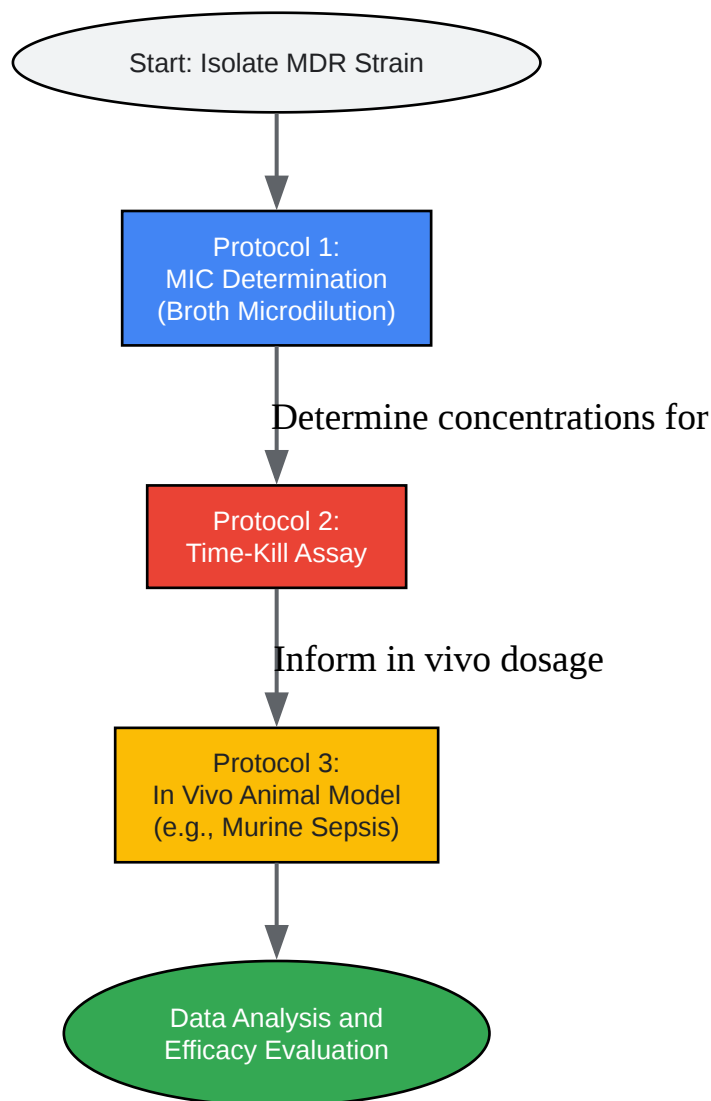 Start: Isolate MDR Strain
Protocol 1:
MIC Determination
(Broth Microdilution)
Determine concentrations for
Protocol 2:
Time-Kill Assay
Inform in vivo dosage
Protocol 3:
In Vivo Animal Model
(e.g., Murine Sepsis)
Data Analysis and
Efficacy Evaluation